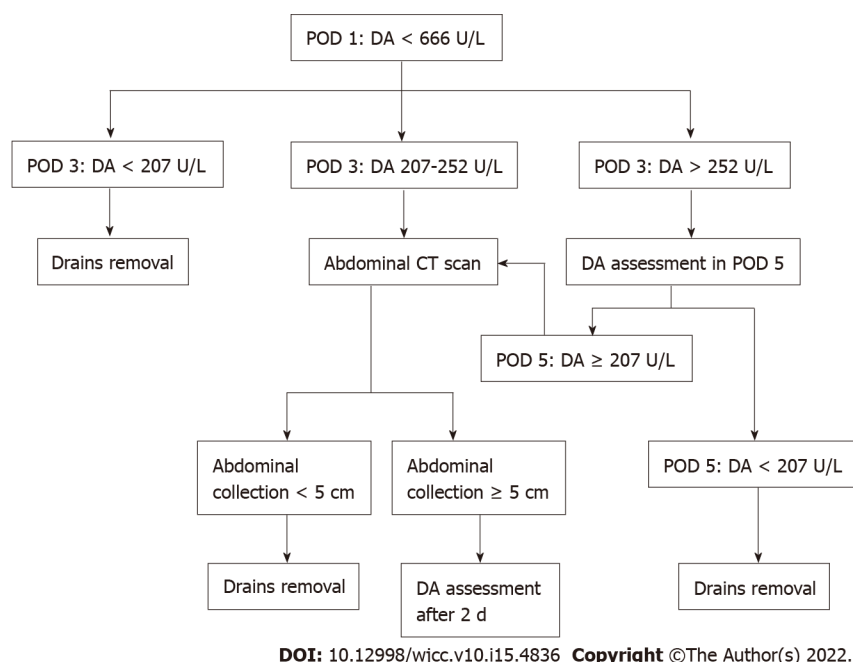 POD 1: DA < 666 U/L
POD 3: DA < 207 U/L
POD 3: DA 207-252 U/L
POD 3: DA > 252 U/L
Drains removal
Abdominal CT scan
DA assessment in POD 5
POD 5: DA ≥ 207 U/L
Abdominal
collection < 5 cm
Abdominal
collection ≥ 5 cm
POD 5: DA < 207 U/L
Drains removal
DA assessment
after 2 d
Drains removal
DOI: 10.12998/wjcc.v10.i15.4836 Copyright ©The Author(s) 2022.